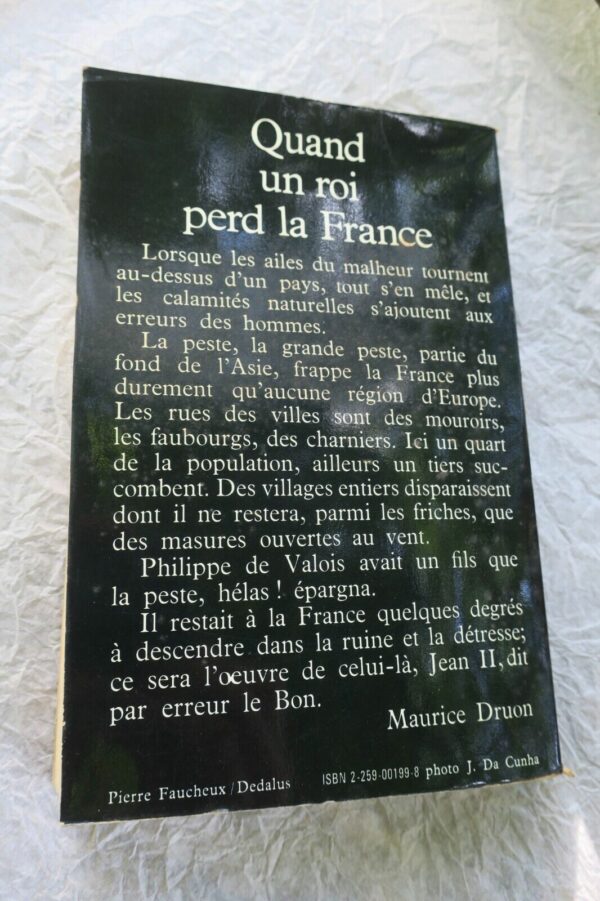 Quand
un roi
perd la France
Lorsque les ailes du malheur tournent
au-dessus d'un pays, tout s'en mêle, et
les calamités naturelles s'ajoutent aux
erreurs des hommes.
La peste, la grande peste, partie du
fond de l'Asie, frappe la France plus
durement qu'aucune région d'Europe.
Les rues des villes sont des mouroirs,
les faubourgs, des charniers. Ici un quart
de la population, ailleurs un tiers suc-
combent. Des villages entiers disparaissent
dont il ne restera, parmi les friches, que
des masures ouvertes au vent.
Philippe de Valois avait un fils que
la peste, hélas ! épargna.
Il restait à la France quelques degrés
à descendre dans la ruine et la détresse;
ce sera l'oeuvre de celui-là, Jean II, dit
par erreur le Bon.
Maurice Druon
Pierre Faucheux / Dedalus ISBN 2-259-00199-8 photo J. Da Cunha